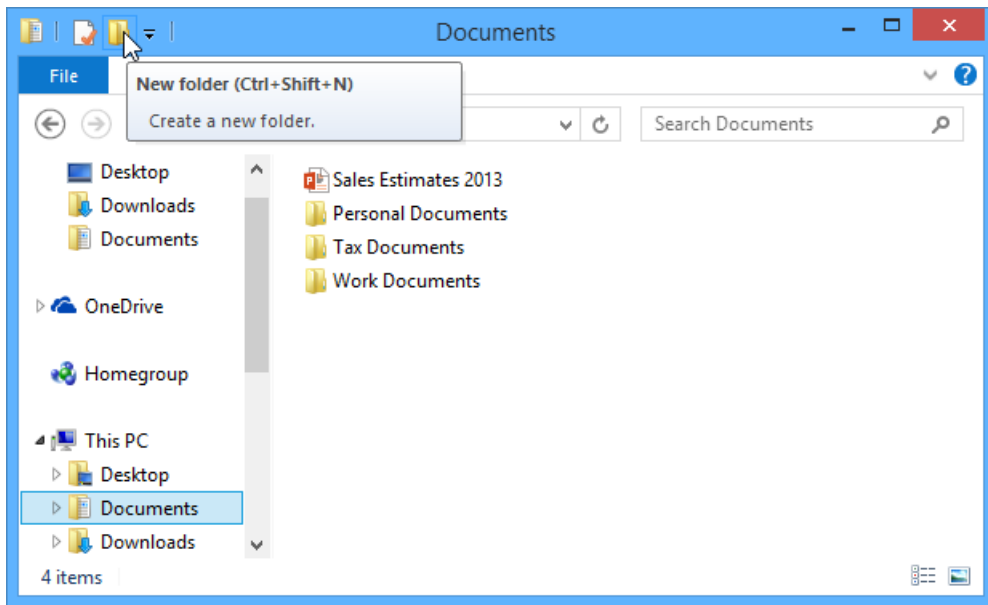 Documents
File
New folder (Ctrl+Shift+N)
Create a new folder.
Search Documents
Desktop
Downloads
Documents
OneDrive
Homegroup
This PC
Desktop
Documents
Downloads
Sales Estimates 2013
Personal Documents
Tax Documents
Work Documents
4 items